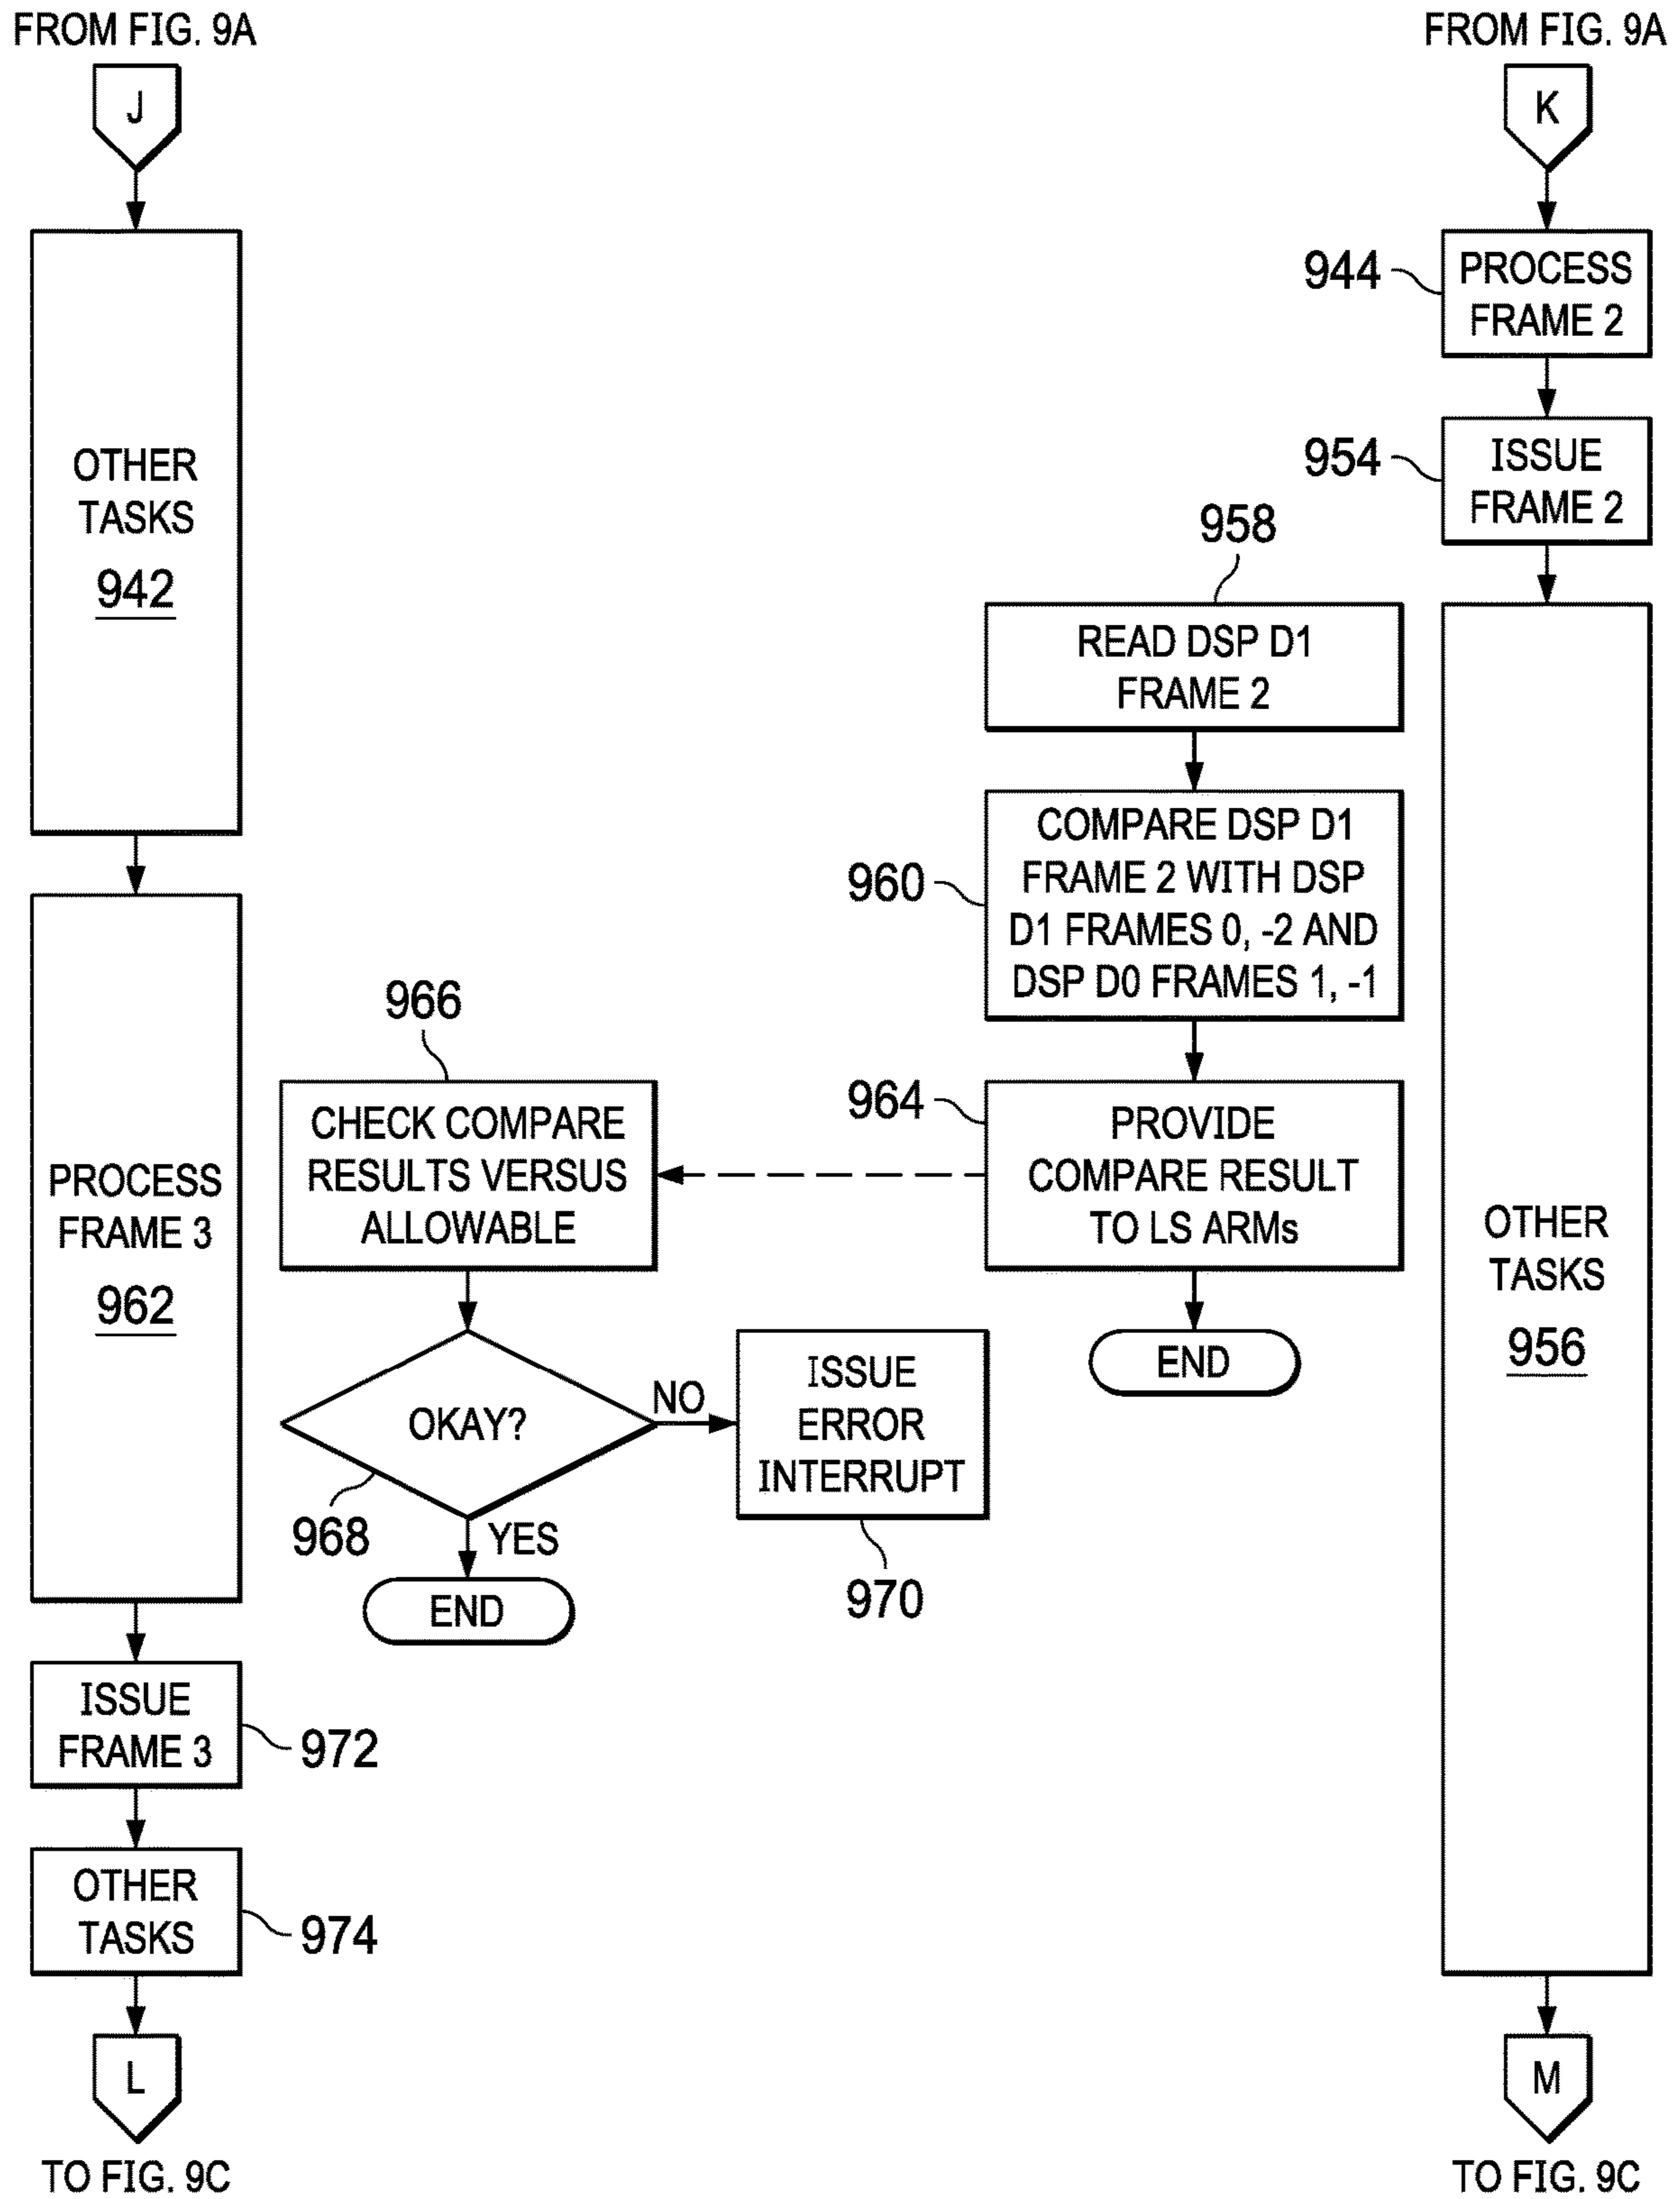 FROM FIG. 9A
J
OTHER
TASKS
942
PROCESS
FRAME 3
962
ISSUE
FRAME 3
972
OTHER
TASKS
974
L
TO FIG. 9C
966
CHECK COMPARE
RESULTS VERSUS
ALLOWABLE
OKAY?
968
NO
YES
END
ISSUE
ERROR
INTERRUPT
970
958
READ DSP D1
FRAME 2
960
COMPARE DSP D1
FRAME 2 WITH DSP
D1 FRAMES 0, -2 AND
DSP D0 FRAMES 1, -1
964
PROVIDE
COMPARE RESULT
TO LS ARMs
END
FROM FIG. 9A
K
944
PROCESS
FRAME 2
954
ISSUE
FRAME 2
OTHER
TASKS
956
M
TO FIG. 9C